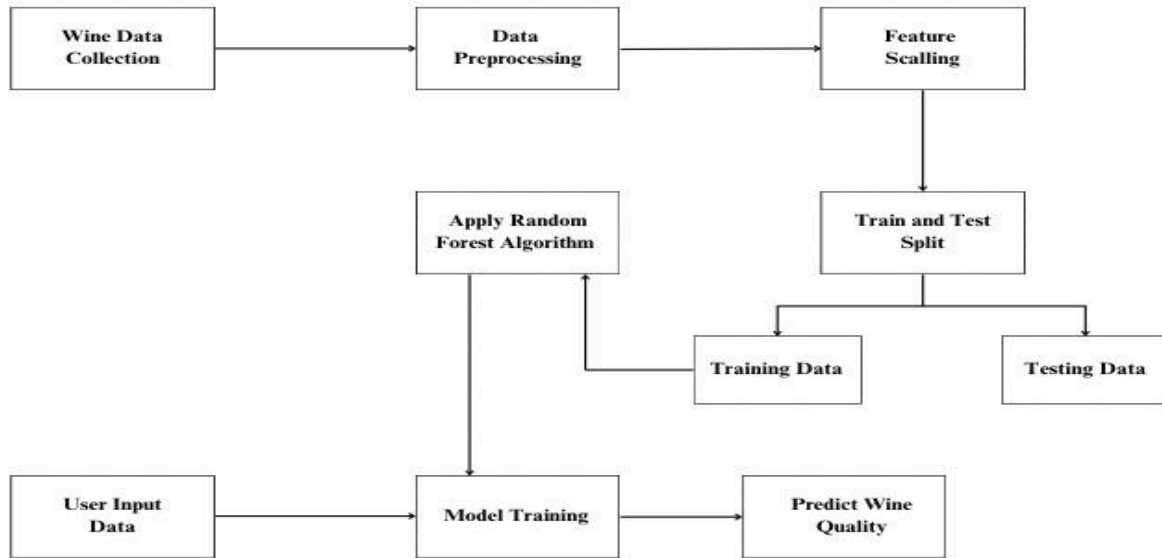 Wine Data
Collection
Data
Preprocessing
Feature
Scalling
Apply Random
Forest Algorithm
Train and Test
Split
Training Data
Testing Data
User Input
Data
Model Training
Predict Wine
Quality